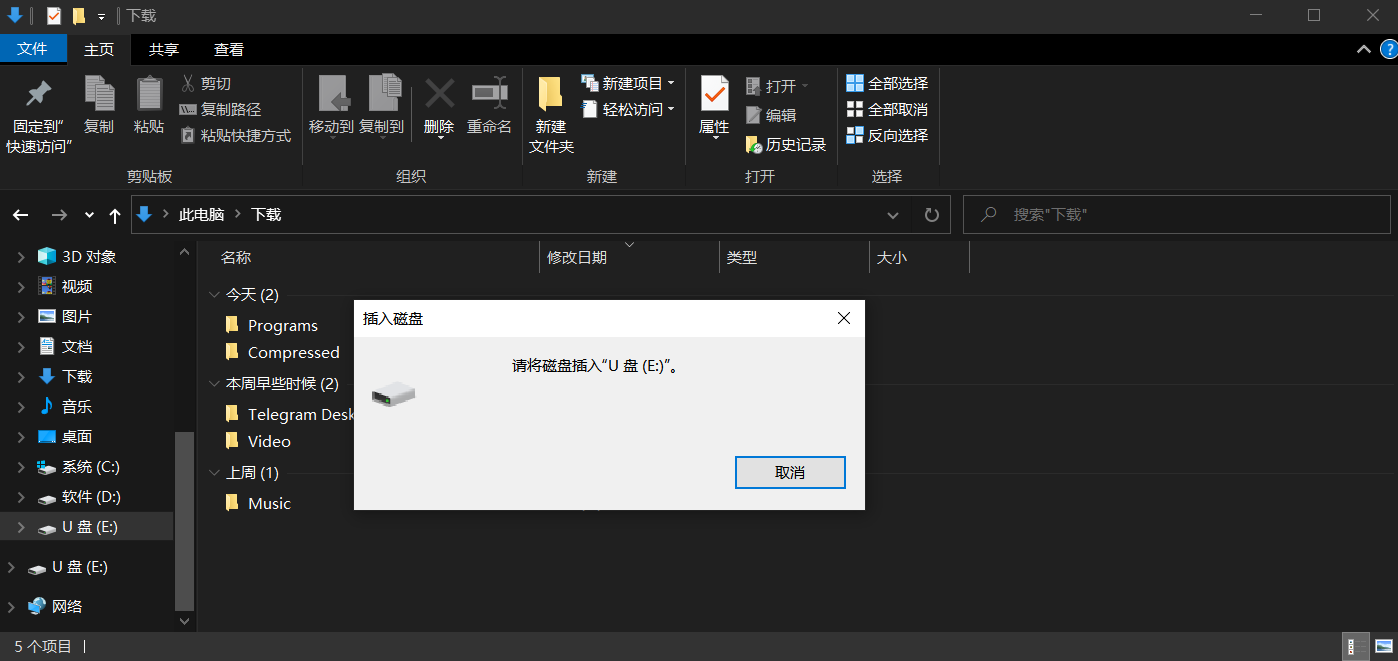 下载
文件 主页 共享 查看
固定到"
快速访问"
复制
粘贴
剪切
复制路径
粘贴快捷方式
剪贴板
移动到
复制到
删除
重命名
组织
新建
文件夹
新建项目
轻松访问
新建
属性
打开
编辑
历史记录
打开
全部选择
全部取消
反向选择
选择
此电脑 下载
搜索"下载"
3D 对象
视频
图片
文档
下载
音乐
桌面
系统 (C:)
软件 (D:)
U 盘 (E:)
U 盘 (E:)
网络
名称 修改日期 类型 大小
今天 (2)
Programs
Compressed
本周早些时候 (2)
Telegram Desk
Video
上周 (1)
Music
插入磁盘
请将磁盘插入“U 盘 (E:)”。
取消
5 个项目